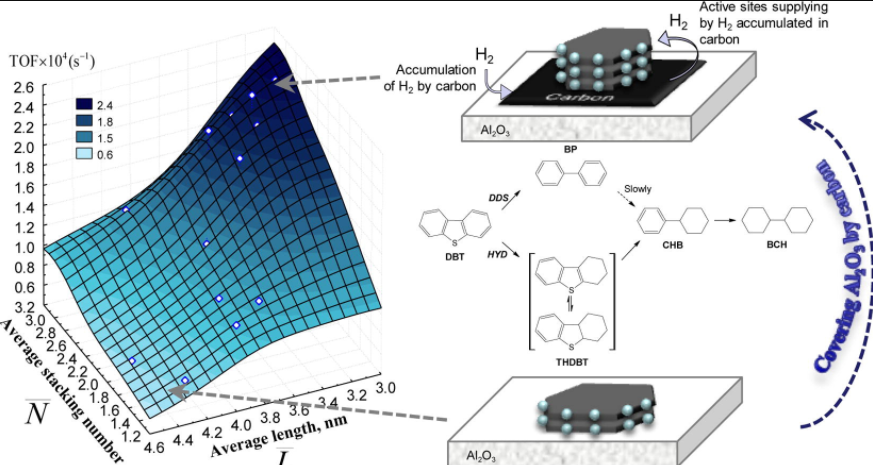 TOF×10⁴(s⁻¹)
2.6
2.4
2.2
2.0
1.8
1.6
1.4
1.2
1.0
0.8
0.6
2.4
1.8
1.5
0.6
3.2
3.0
2.8
2.6
2.4
2.2
2.0
1.8
1.6
1.4
1.2
Average stacking number
N̅
4.6
4.4
4.2
4.0
3.8
3.6
3.4
3.2
3.0
Average length, nm
Active sites supplying
by H₂ accumulated in
carbon
H₂
H₂
Accumulation
of H₂ by carbon
Carbon
Al₂O₃
BP
DDS
Slowly
S
DBT
HYD
CHB
BCH
S
S
THDBT
Al₂O₃
Covering Al₂O₃ by carbon